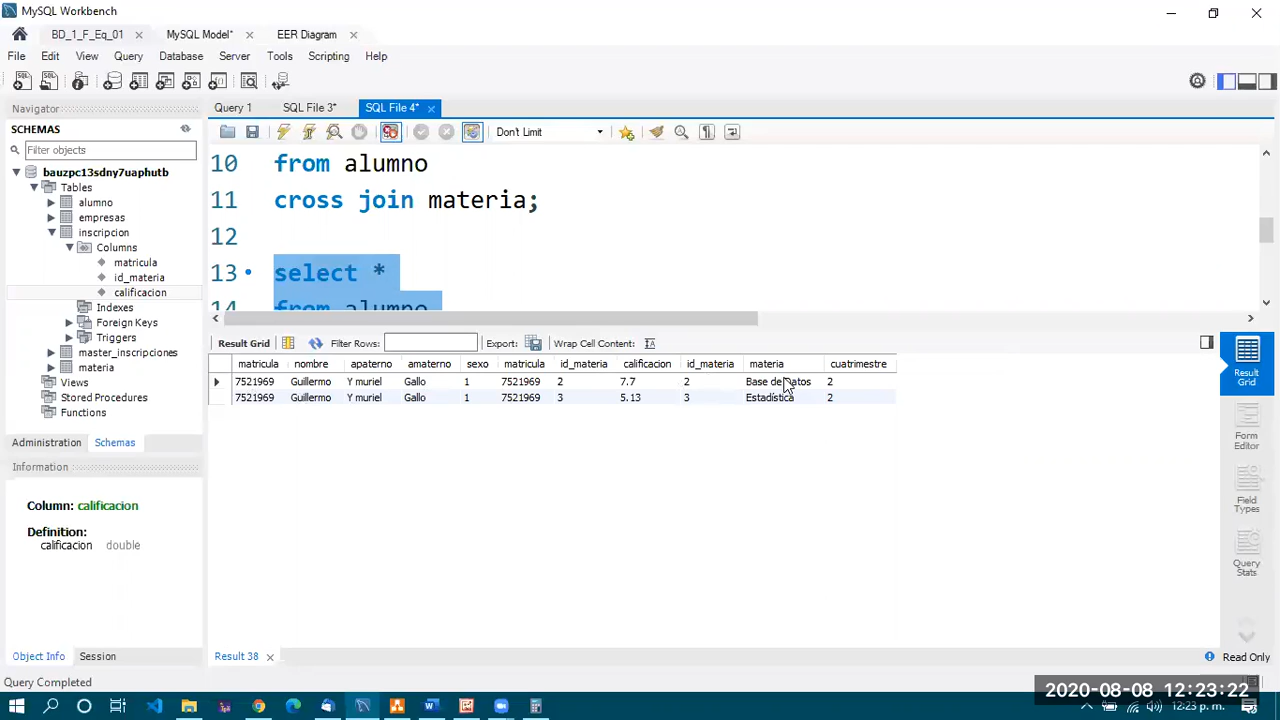 MySQL Workbench
BD_1_F_Eq_01
MySQL Model*
EER Diagram
File Edit View Query Database Server Tools Scripting Help
Navigator
Query 1
SQL File 3*
SQL File 4*
SCHEMAS
Don't Limit
Filter objects
bauzpc13sdny7uaphutb
Tables
alumno
empresas
inscripcion
Columns
matricula
id_materia
calificacion
Indexes
Foreign Keys
Triggers
master_inscripciones
materia
Views
Stored Procedures
Functions
Administration Schemas
Information
Column: calificacion
Definition:
calificacion double
Object Info Session
Query Completed
10 from alumno
11 cross join materia;
12
13 select *
14 from alumno
Result Grid Filter Rows: Export: Wrap Cell Content:
matricula nombre apaterno amaterno sexo matricula id_materia calificacion id_materia materia cuatrimestre
7521969 Guillermo Y muriel Gallo 1 7521969 2 7.7 2 Base de Datos 2
7521969 Guillermo Y muriel Gallo 1 7521969 3 5.13 3 Estadística 2
Result Grid
Form Editor
Field Types
Query Stats
Result 38
Read Only
2020-08-08 12:23:22
12:23 p. m.